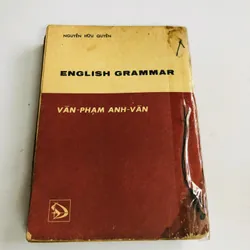 NGUYỄN HỮU QUYỀN
ENGLISH GRAMMAR
VĂN-PHẠM ANH-VĂN